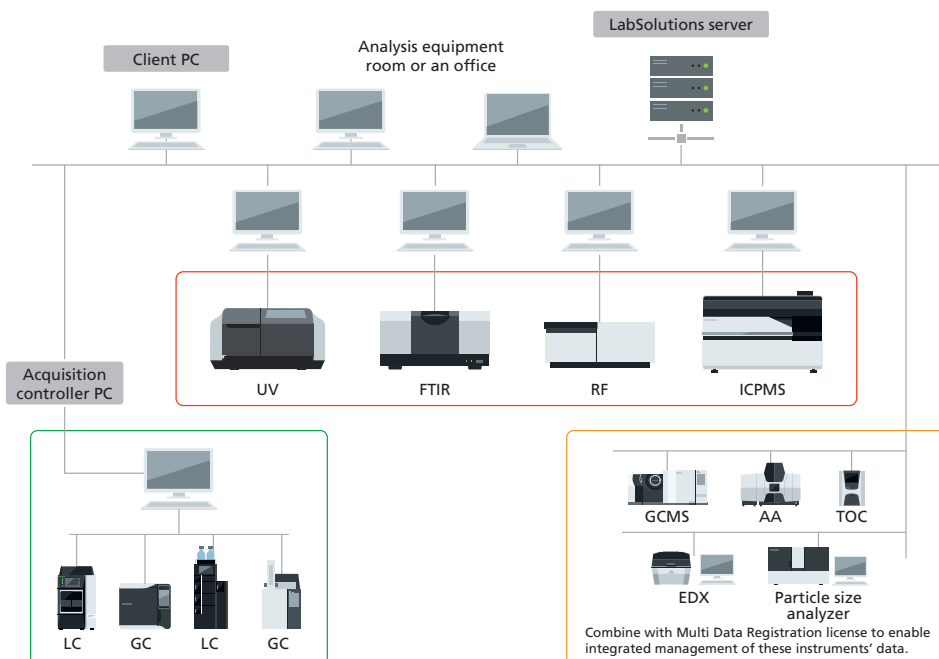 LabSolutions server
Client PC
Analysis equipment
room or an office
UV
FTIR
RF
ICPMS
Acquisition
controller PC
GCMS
AA
TOC
EDX
Particle size
analyzer
LC
GC
LC
GC
Combine with Multi Data Registration license to enable
integrated management of these instruments' data.